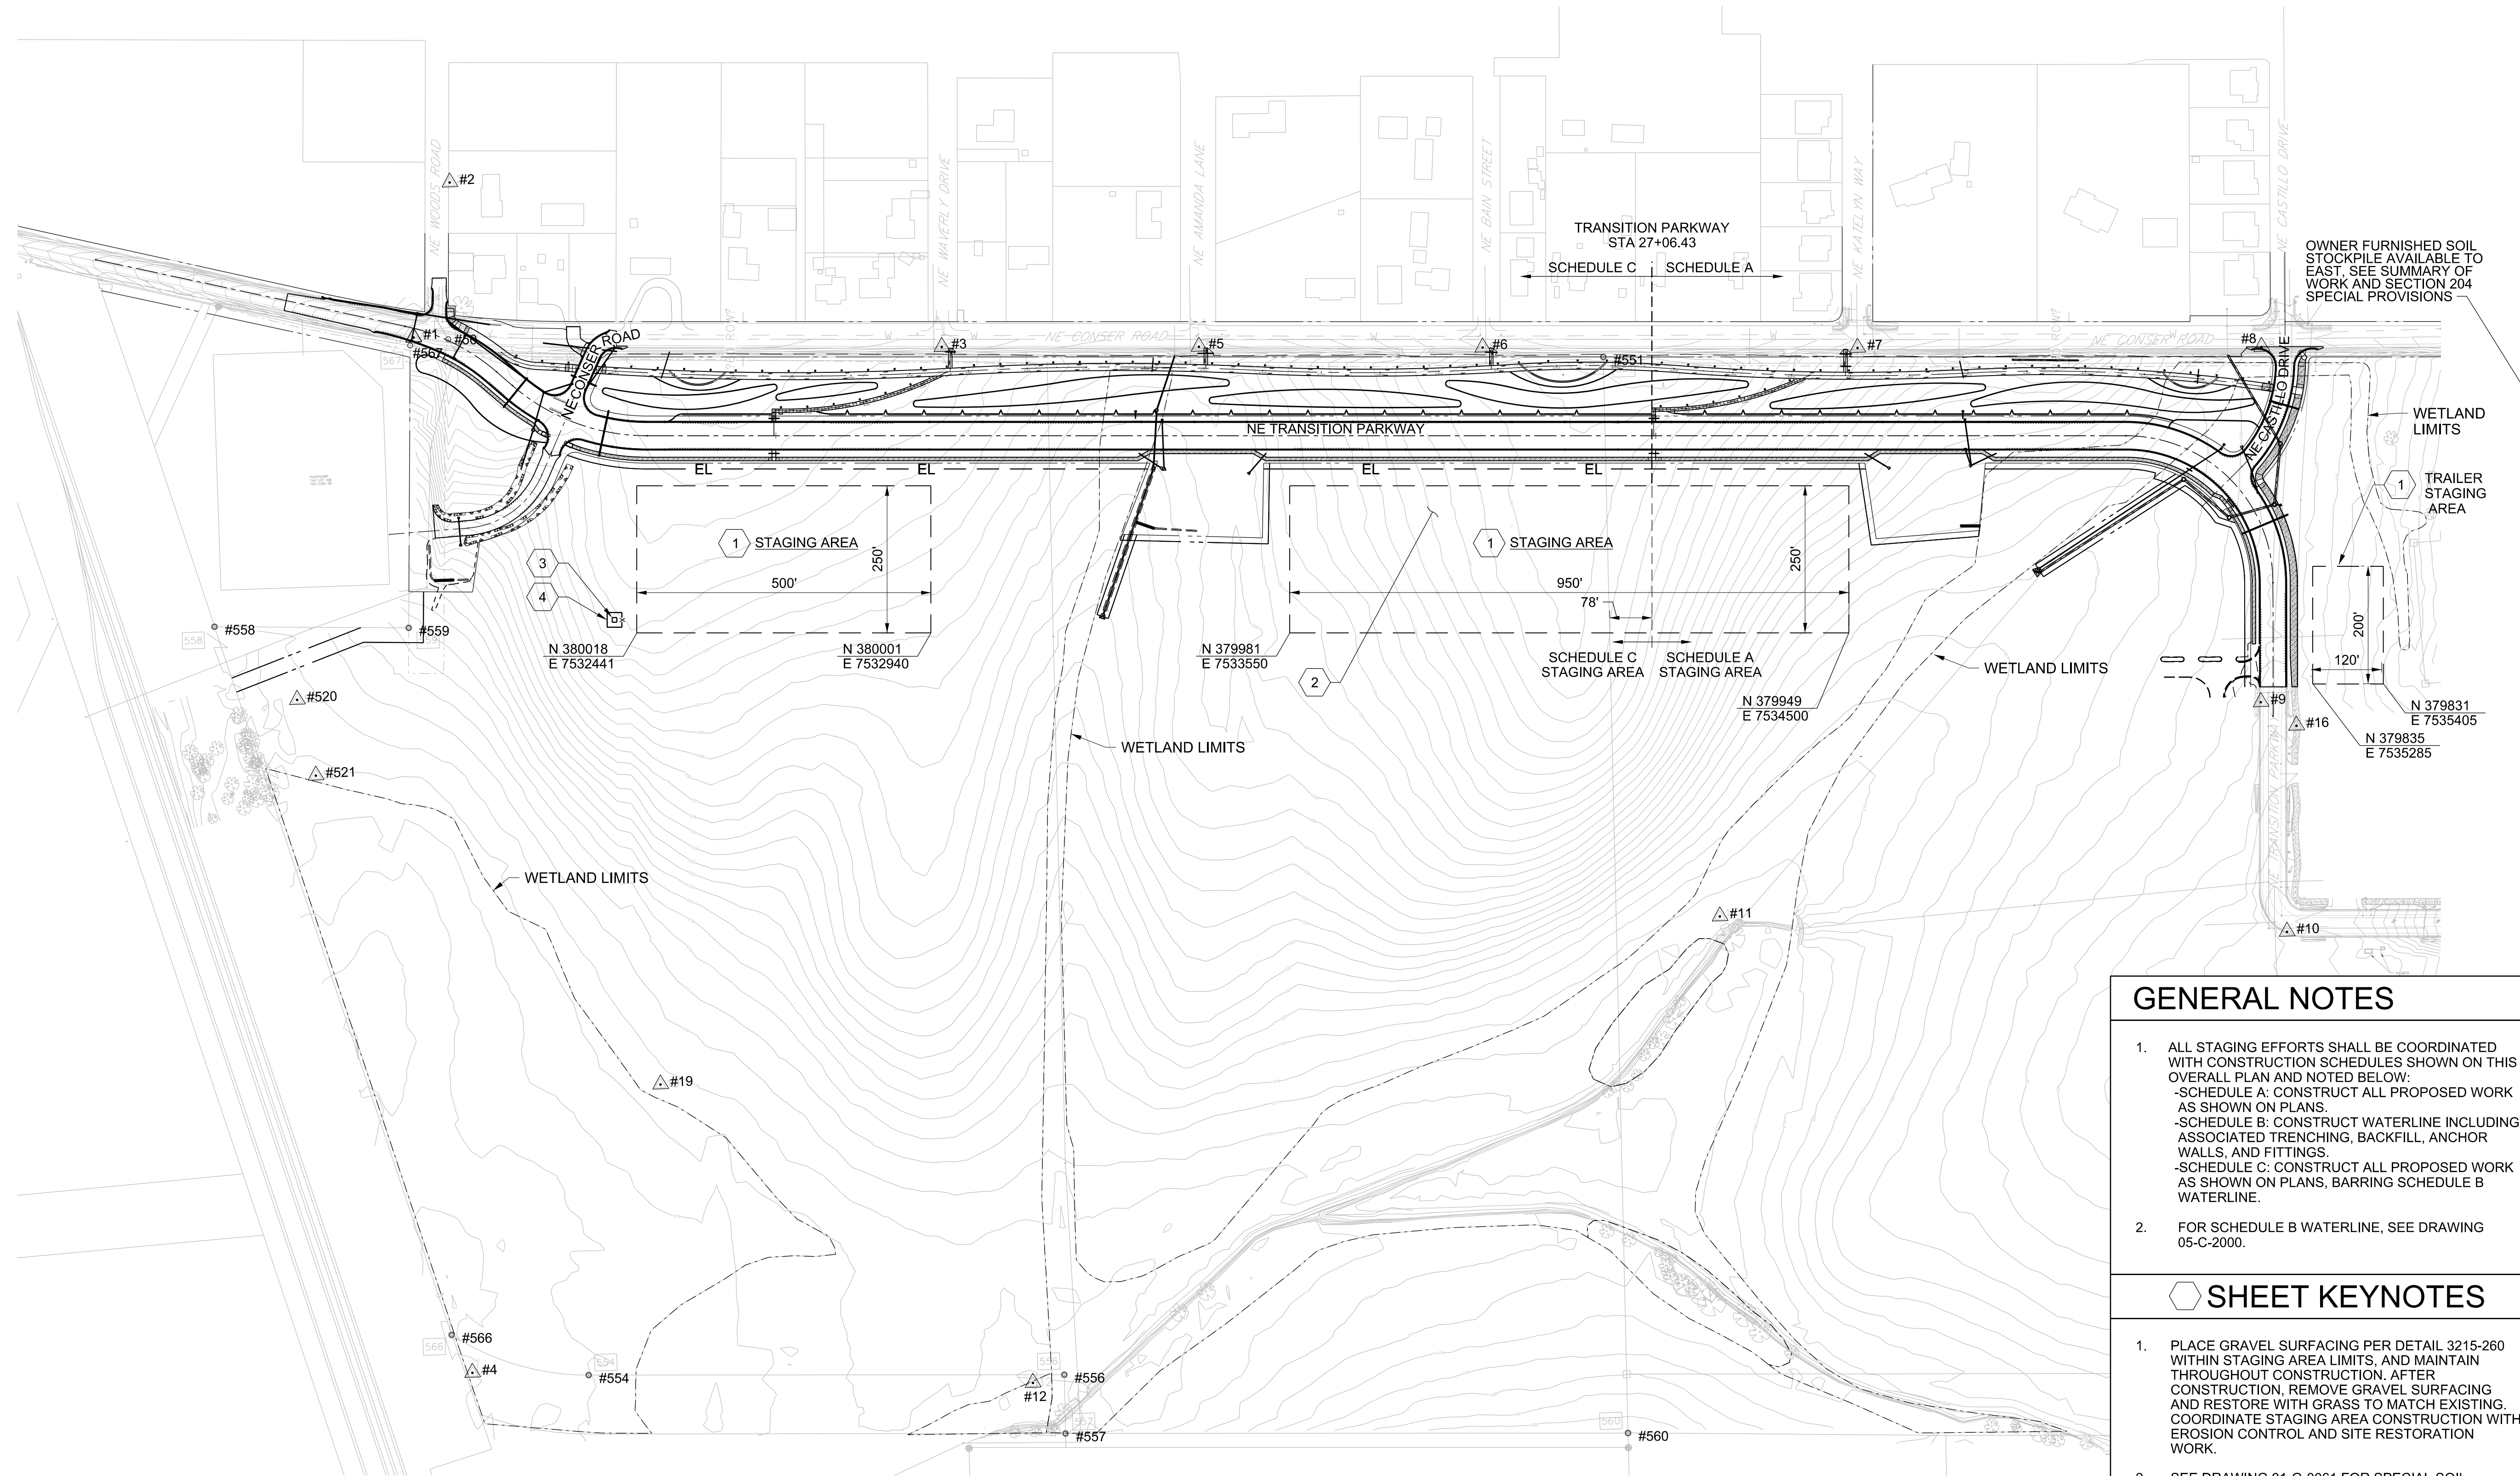 NE WOODS ROAD
#2
NE WAVERLY DRIVE
NE AMANDA LANE
NE BAIN STREET
TRANSITION PARKWAY
STA 27+06.43
SCHEDULE C
SCHEDULE A
NE KATELYN WAY
NE CASTILLO DRIVE
OWNER FURNISHED SOIL
STOCKPILE AVAILABLE TO
EAST, SEE SUMMARY OF
WORK AND SECTION 204
SPECIAL PROVISIONS
ROW?
ROW?
#1
#50
#567
567
NE CONSER ROAD
W
W
#3
NE CONSER ROAD
W
#5
W
#6
#551
W
#7
NE CONSER ROAD
W
#8
NE CASTILLO DRIVE
WETLAND
LIMITS
NE TRANSITION PARKWAY
EL
EL
EL
EL
1
TRAILER
STAGING
AREA
1
STAGING AREA
250'
500'
1
STAGING AREA
250'
950'
78'
3
4
200'
120'
#558
558
#559
N 380018
E 7532441
N 380001
E 7532940
N 379981
E 7533550
SCHEDULE C
STAGING AREA
SCHEDULE A
STAGING AREA
2
WETLAND LIMITS
N 379949
E 7534500
#520
#9
#16
N 379831
E 7535405
N 379835
E 7535285
WETLAND LIMITS
#521
NE TRANSITION PARKWAY
WETLAND LIMITS
#11
#10
#19
#566
566
#4
554
#554
556
#556
#12
557
#557
560
#560
GENERAL NOTES
1. ALL STAGING EFFORTS SHALL BE COORDINATED
WITH CONSTRUCTION SCHEDULES SHOWN ON THIS
OVERALL PLAN AND NOTED BELOW:
-SCHEDULE A: CONSTRUCT ALL PROPOSED WORK
AS SHOWN ON PLANS.
-SCHEDULE B: CONSTRUCT WATERLINE INCLUDING
ASSOCIATED TRENCHING, BACKFILL, ANCHOR
WALLS, AND FITTINGS.
-SCHEDULE C: CONSTRUCT ALL PROPOSED WORK
AS SHOWN ON PLANS, BARRING SCHEDULE B
WATERLINE.
2. FOR SCHEDULE B WATERLINE, SEE DRAWING
05-C-2000.
SHEET KEYNOTES
1. PLACE GRAVEL SURFACING PER DETAIL 3215-260
WITHIN STAGING AREA LIMITS, AND MAINTAIN
THROUGHOUT CONSTRUCTION. AFTER
CONSTRUCTION, REMOVE GRAVEL SURFACING
AND RESTORE WITH GRASS TO MATCH EXISTING.
COORDINATE STAGING AREA CONSTRUCTION WITH
EROSION CONTROL AND SITE RESTORATION
WORK.